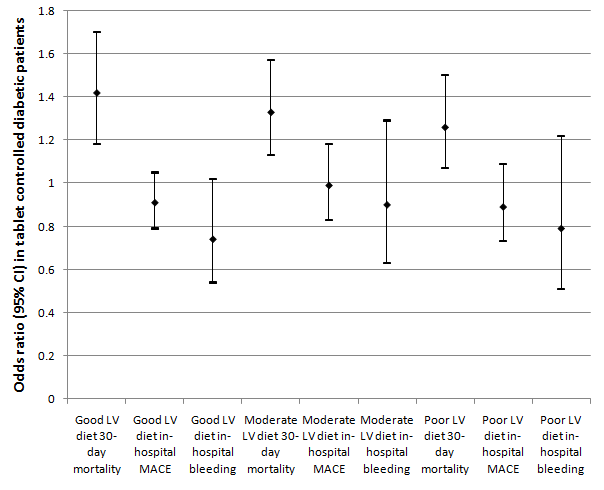 Odds ratio (95% CI) in tablet controlled diabetic patients
1.8
1.6
1.4
1.2
1
0.8
0.6
0.4
0.2
0
Good LV
diet 30-
day
mortality
Good LV
diet in-
hospital
MACE
Good LV
diet in-
hospital
bleeding
Moderate
LV diet 30-
day
mortality
Moderate
LV diet in-
hospital
MACE
Moderate
LV diet in-
hospital
bleeding
Poor LV
diet 30-
day
mortality
Poor LV
diet in-
hospital
MACE
Poor LV
diet in-
hospital
bleeding